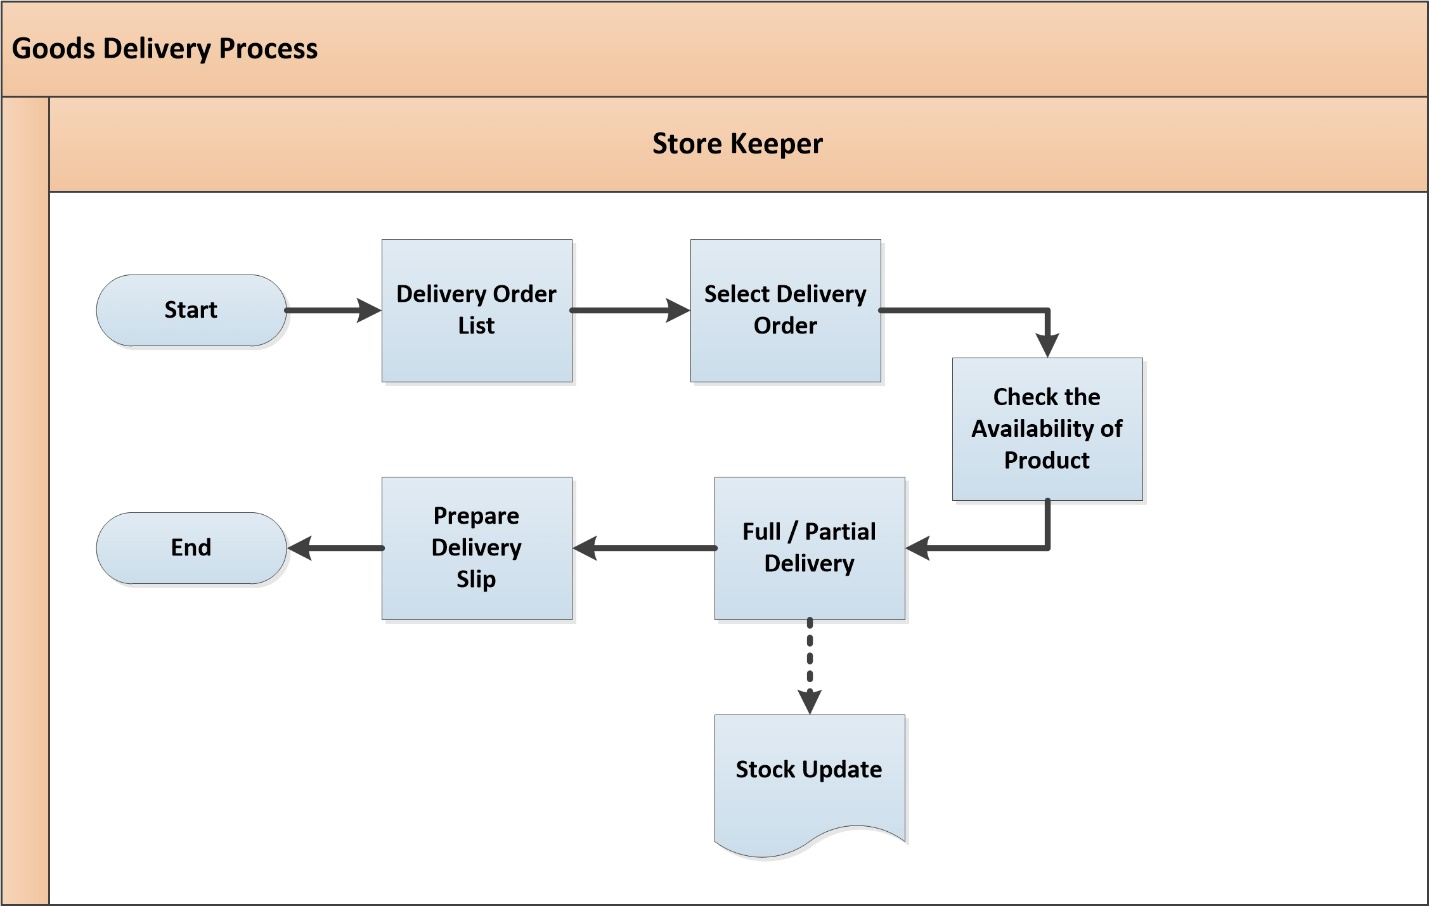 Goods Delivery Process
Store Keeper
Start
Delivery Order
List
Select Delivery
Order
Check the
Availability of
Product
Full / Partial
Delivery
Prepare
Delivery
Slip
End
Stock Update